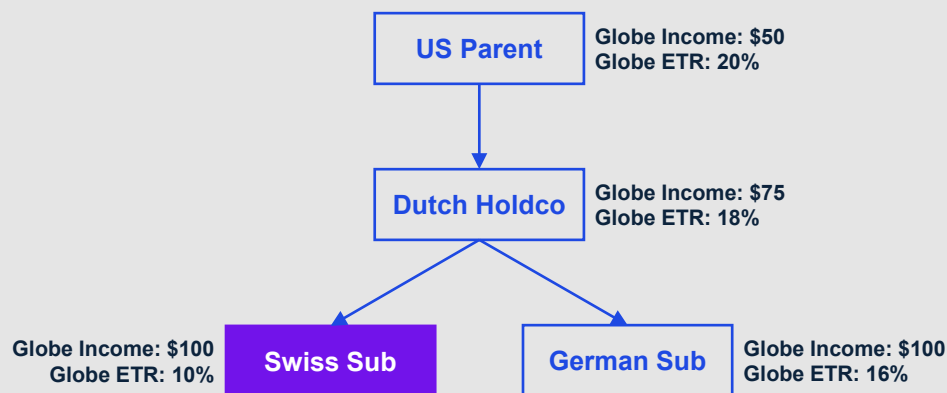 US Parent
Globe Income: $50
Globe ETR: 20%
Dutch Holdco
Globe Income: $75
Globe ETR: 18%
Globe Income: $100
Globe ETR: 10%
Swiss Sub
German Sub
Globe Income: $100
Globe ETR: 16%